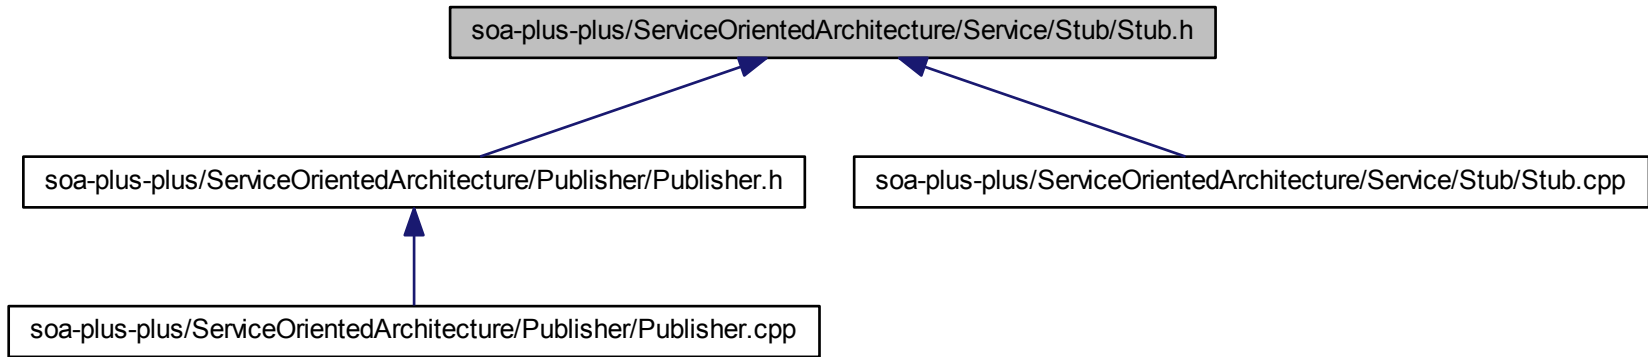 soa-plus-plus/ServiceOrientedArchitecture/Service/Stub/Stub.h
soa-plus-plus/ServiceOrientedArchitecture/Publisher/Publisher.h
soa-plus-plus/ServiceOrientedArchitecture/Service/Stub/Stub.cpp
soa-plus-plus/ServiceOrientedArchitecture/Publisher/Publisher.cpp